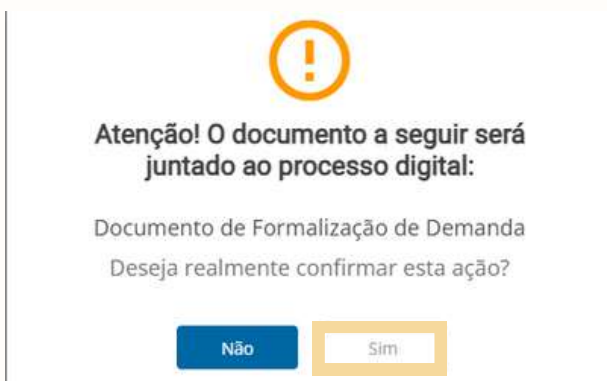 Atenção! O documento a seguir será
juntado ao processo digital:
Documento de Formalização de Demanda
Deseja realmente confirmar esta ação?
Não Sim